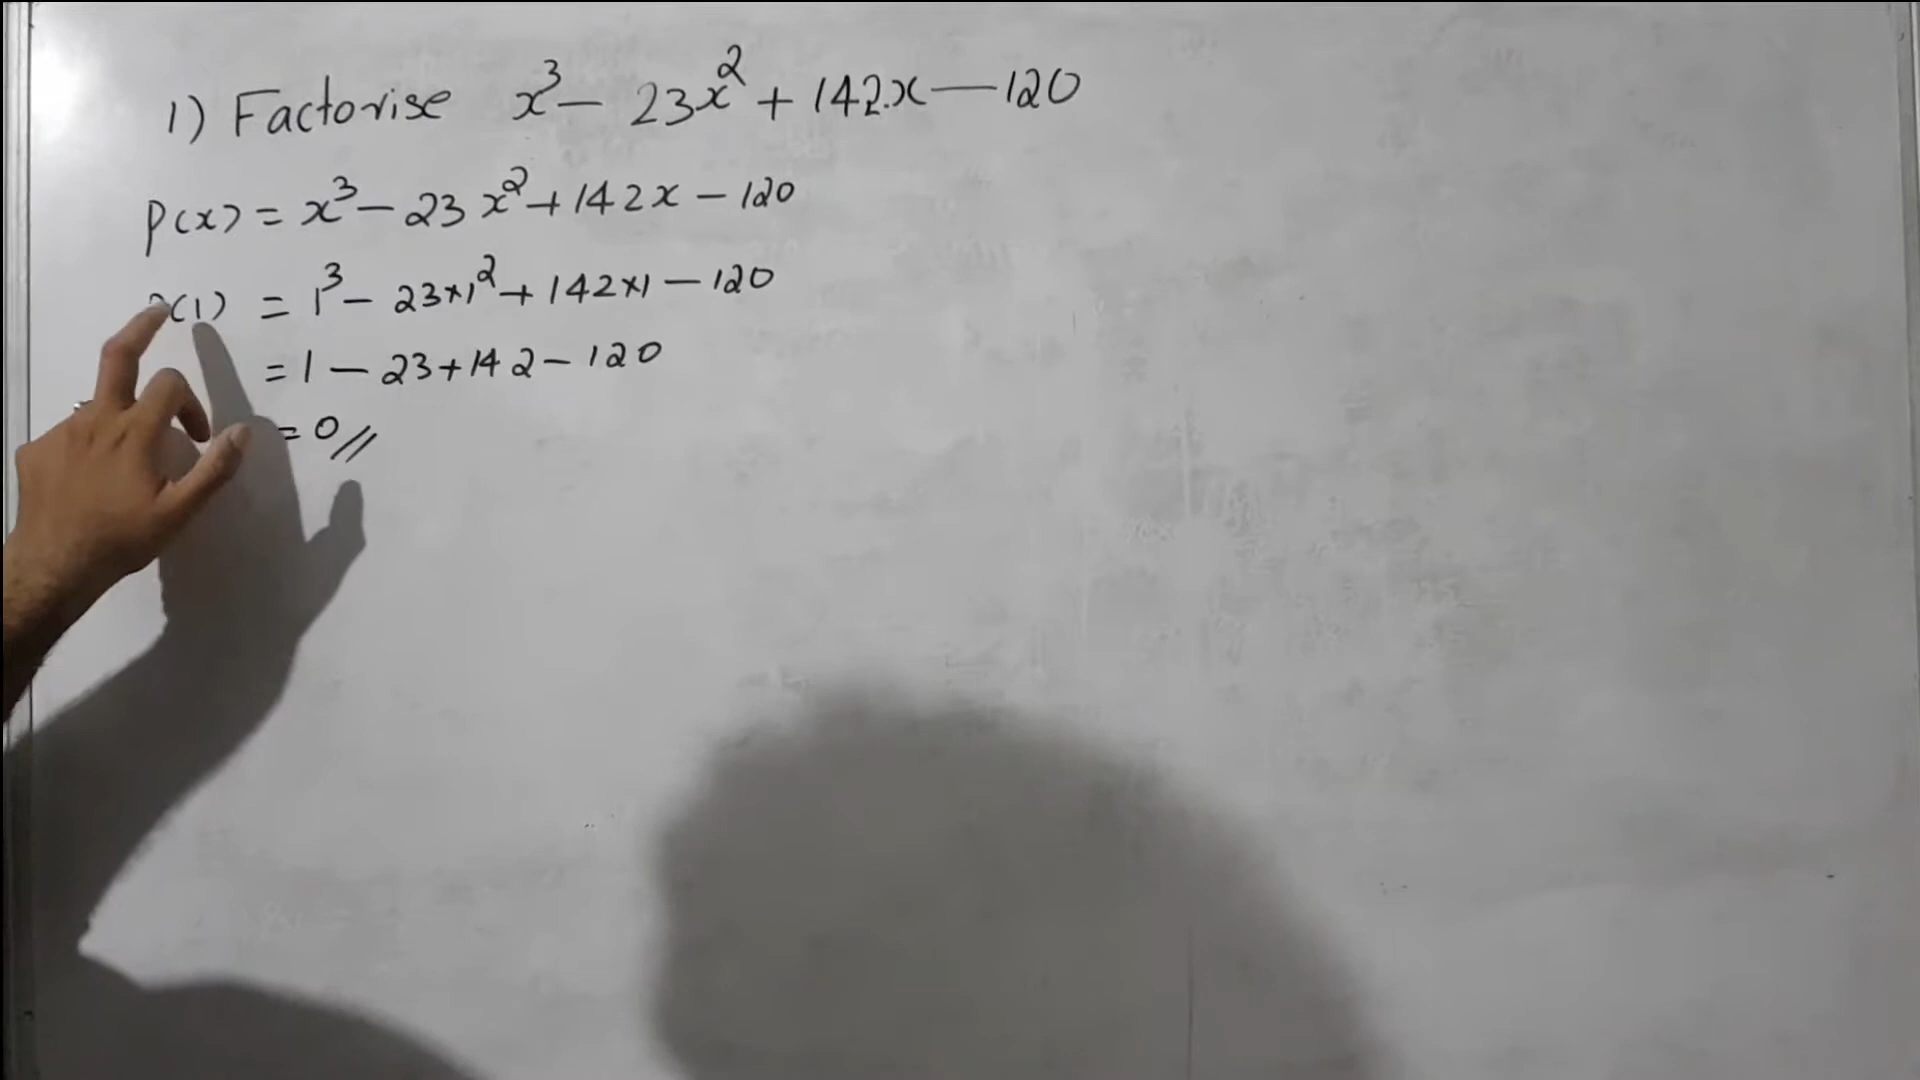 1) Factorise x³ – 23x² + 142x – 120
P(x) = x³ – 23x² + 142x – 120
P(1) = 1³ – 23×1² + 142×1 – 120
= 1 – 23 + 142 – 120
= 0//